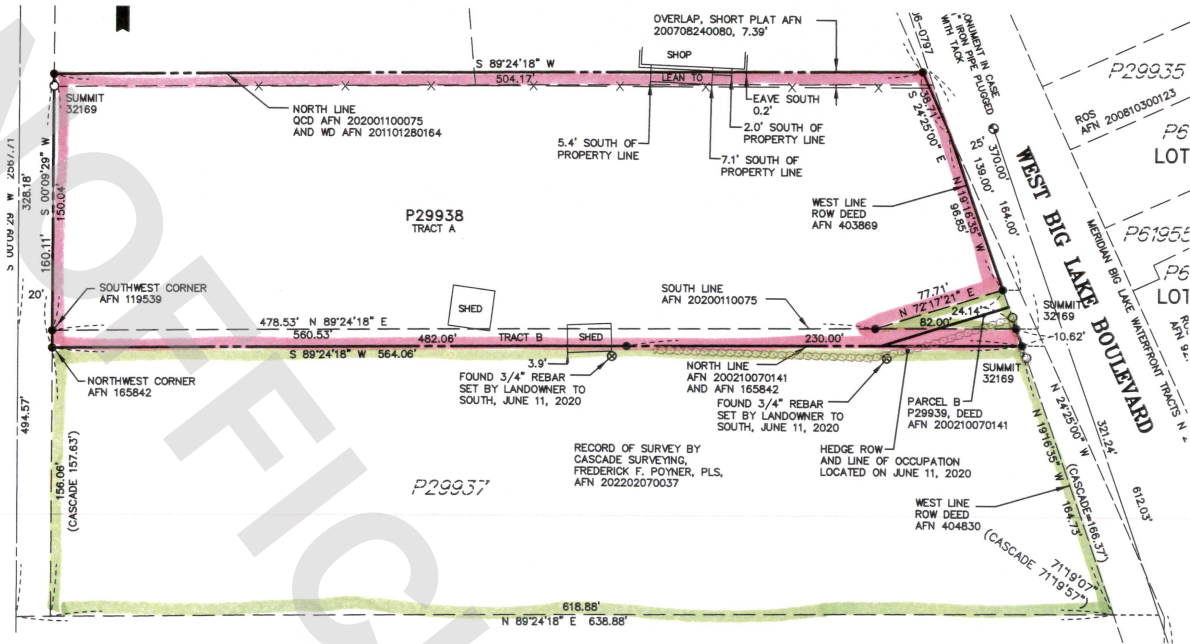 OVERLAP, SHORT PLAT AFN
200708240080, 7.39'
SHOP
LEAN TO
S 89°24'18" W
504.17'
SUMMIT
32169
NORTH LINE
QCD AFN 202001100075
AND WD AFN 201101280164
EAVE SOUTH
0.2'
2.0' SOUTH OF
PROPERTY LINE
5.4' SOUTH OF
PROPERTY LINE
7.1' SOUTH OF
PROPERTY LINE
38.71'
S 24°25'00" E
06-0797
" IRON PIPE PLUGGED
WITH TACK
N 139.00'
370.00'
164.00'
P29935
ROS
AFN 200810300123
P6
LOT
WEST BIG LAKE BOULEVARD
MERIDIAN BIG LAKE WATERFRONT TRACTS N
P61955
P6
LOT
328.18'
S 00°09'29" W
150.04'
160.11'
P29938
TRACT A
WEST LINE
ROW DEED
AFN 403869
N 19°16'35" W
96.85'
20'
SOUTHWEST CORNER
AFN 119539
SHED
SOUTH LINE
AFN 20200110075
77.71'
N 72°17'21" E
24.14'
82.00'
SUMMIT
32169
10.62'
478.53' N 89°24'18" E
560.53'
482.06'
TRACT B
SHED
230.00'
S 89°24'18" W 564.06'
3.9'
NORTHWEST CORNER
AFN 165842
FOUND 3/4" REBAR
SET BY LANDOWNER TO
SOUTH, JUNE 11, 2020
NORTH LINE
AFN 200210070141
AND AFN 165842
FOUND 3/4" REBAR
SET BY LANDOWNER TO
SOUTH, JUNE 11, 2020
SUMMIT
32169
PARCEL B
P29939, DEED
AFN 200210070141
HEDGE ROW
AND LINE OF OCCUPATION
LOCATED ON JUNE 11, 2020
494.57'
156.06'
(CASCADE 157.63')
P29937
RECORD OF SURVEY BY
CASCADE SURVEYING,
FREDERICK F. POYNER, PLS,
AFN 202202070037
WEST LINE
ROW DEED
AFN 404830
N 24°25'00" W
321.24'
N 19°16'35" W
164.73'
(CASCADE=166.37')
612.03'
71°19'07"
(CASCADE 71°19'57")
618.88'
N 89°24'18" E 638.88'